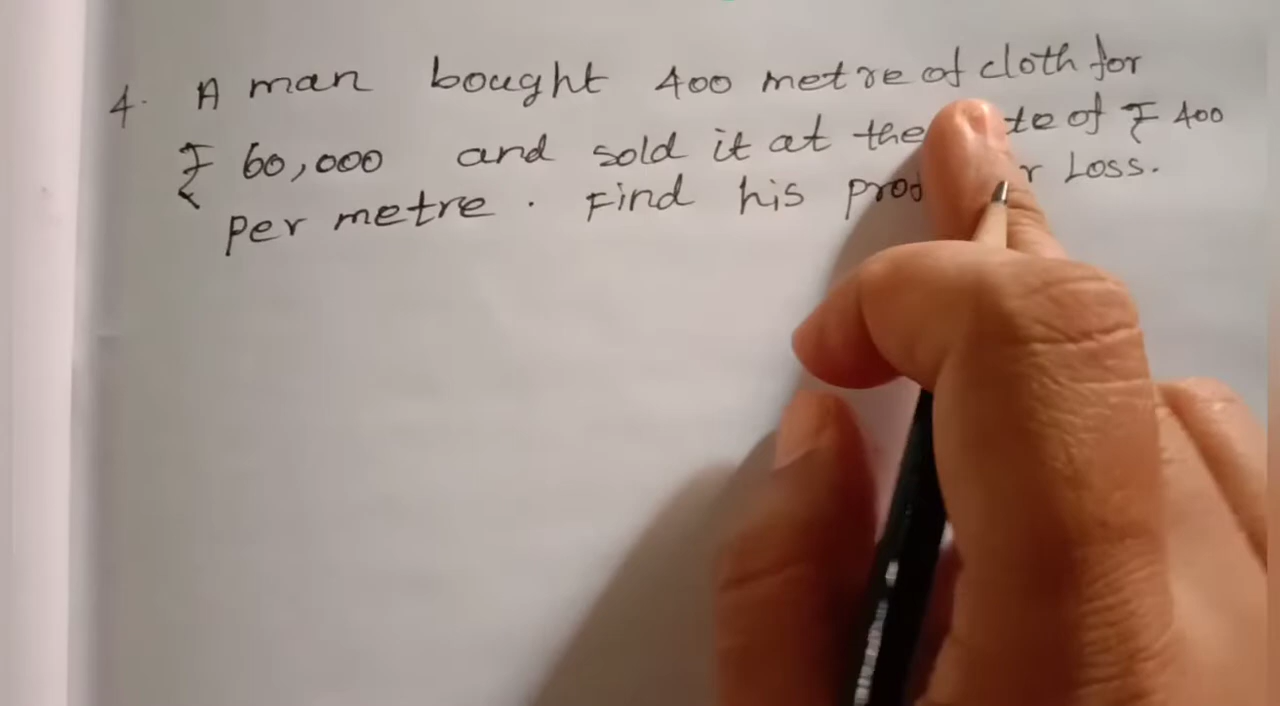 4. A man bought 400 metre of cloth for
₹ 60,000 and sold it at the te of ₹ 400
per metre. Find his prof r Loss.